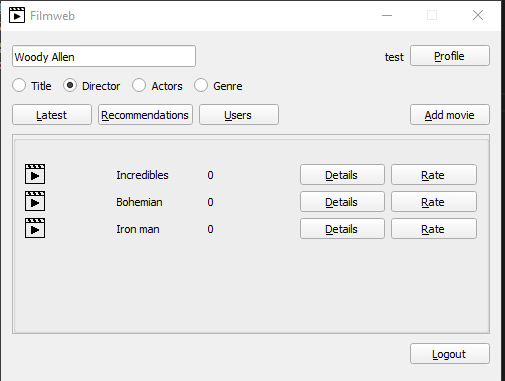 Filmweb
Woody Allen test Profile
Title Director Actors Genre
Latest Recommendations Users Add movie
Incredibles 0 Details Rate
Bohemian 0 Details Rate
Iron man 0 Details Rate
Logout